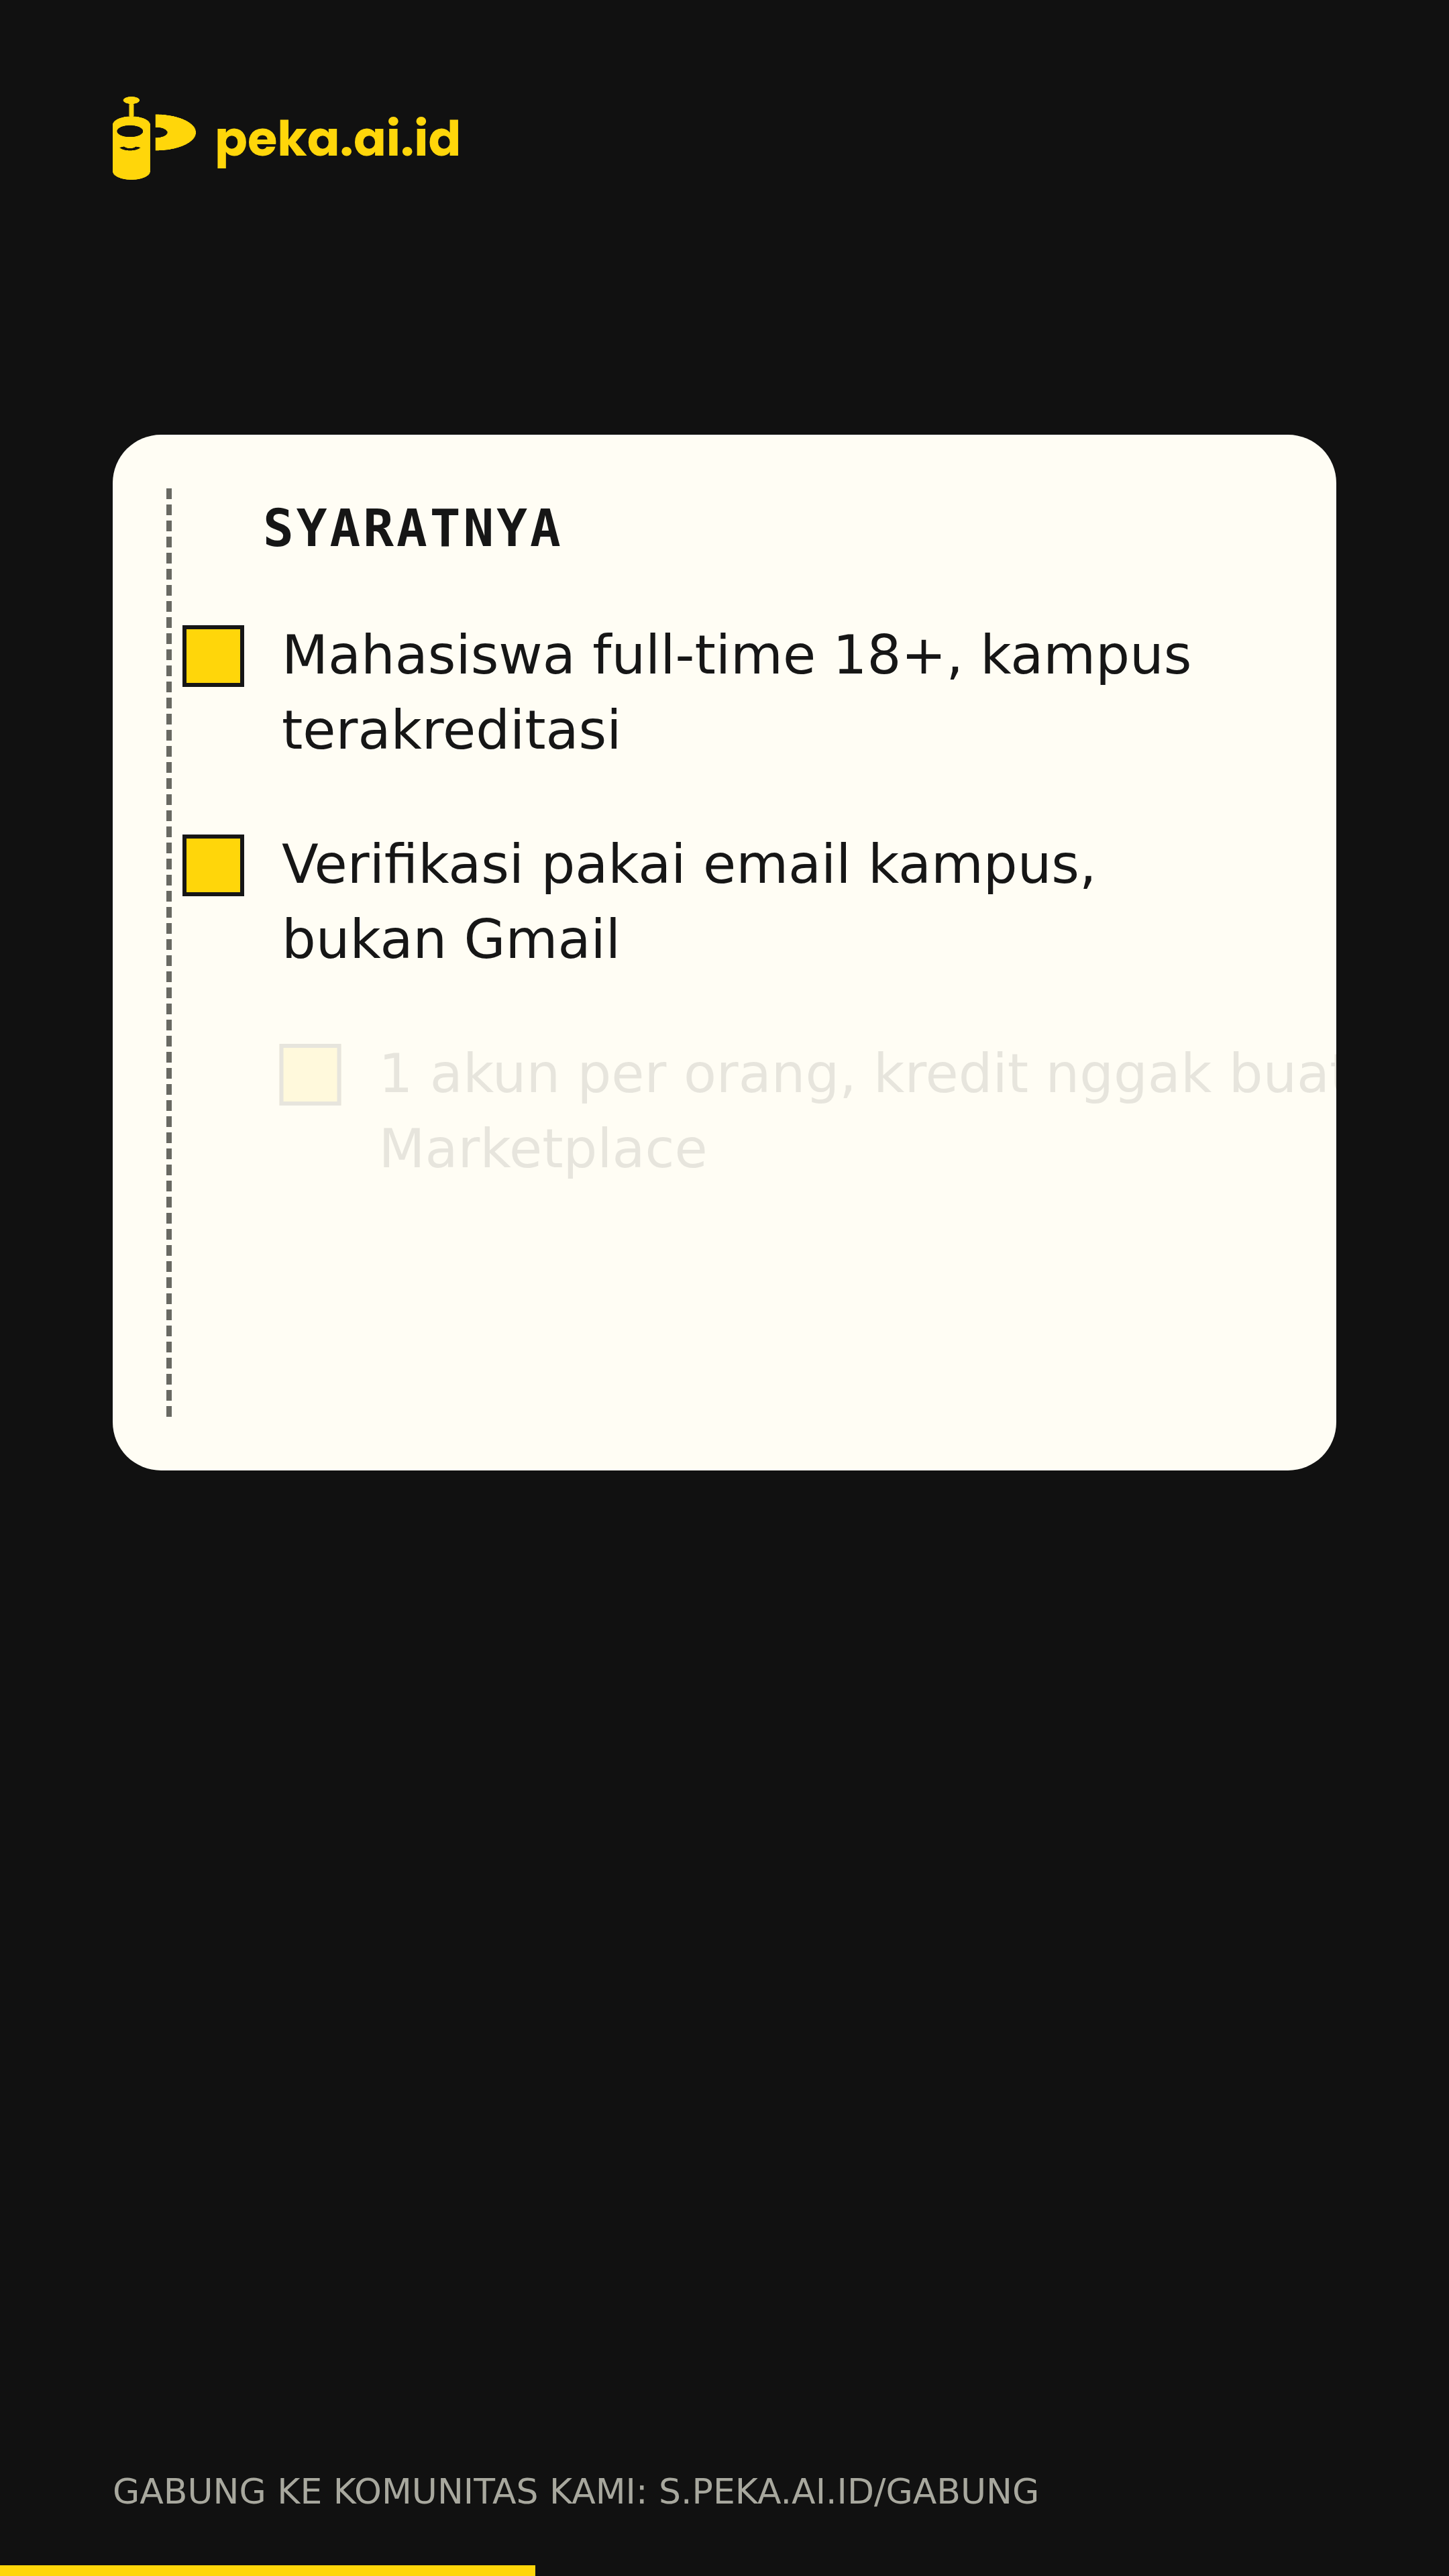 peka.ai.id
SYARATNYA
Mahasiswa full-time 18+, kampus
terakreditasi
Verifikasi pakai email kampus,
bukan Gmail
1 akun per orang, kredit nggak buat
Marketplace
GABUNG KE KOMUNITAS KAMI: S.PEKA.AI.ID/GABUNG